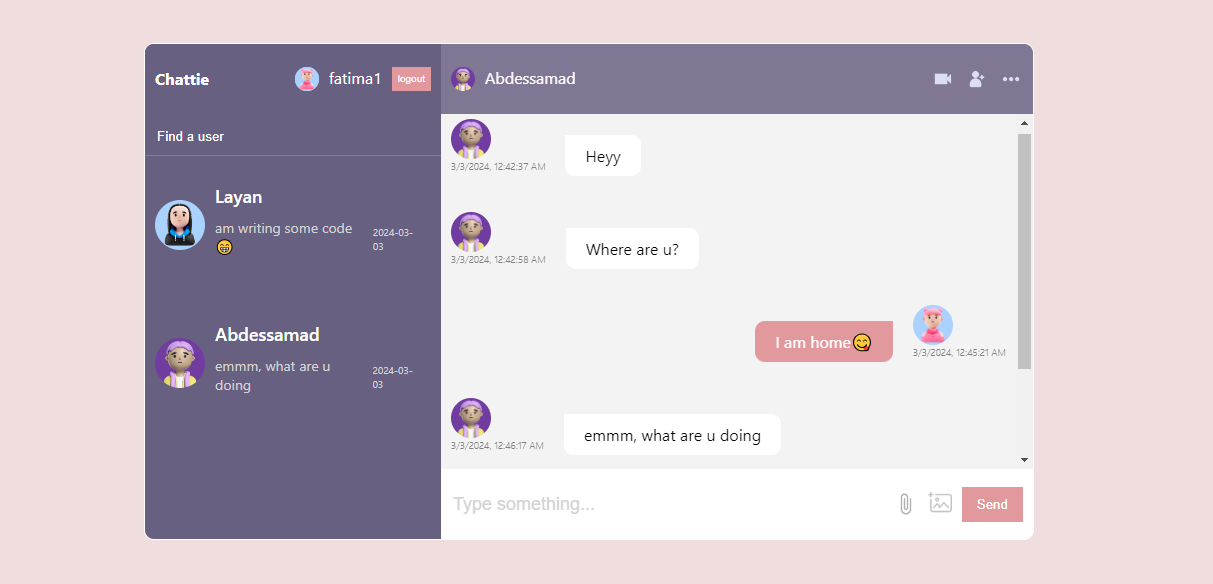 Chattie
fatima1
logout
Find a user
Layan
am writing some code
😁
2024-03-
03
Abdessamad
emmm, what are u
doing
2024-03-
03
Abdessamad
3/3/2024, 12:42:37 AM
Heyy
3/3/2024, 12:42:58 AM
Where are u?
I am home😋
3/3/2024, 12:45:21 AM
3/3/2024, 12:46:17 AM
emmm, what are u doing
Type something...
Send